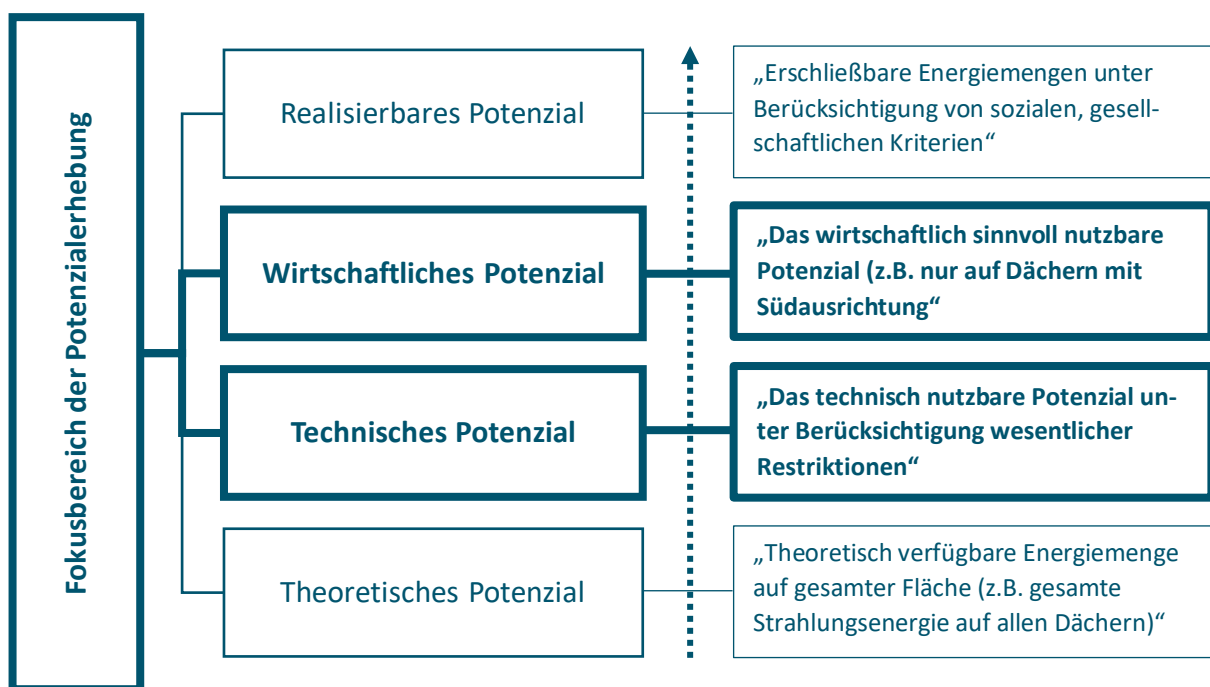 Fokusbereich der Potenzialerhebung
Realisierbares Potenzial
„Erschließbare Energiemengen unter
Berücksichtigung von sozialen, gesell-
schaftlichen Kriterien“
Wirtschaftliches Potenzial
„Das wirtschaftlich sinnvoll nutzbare
Potenzial (z.B. nur auf Dächern mit
Südausrichtung“
Technisches Potenzial
„Das technisch nutzbare Potenzial un-
ter Berücksichtigung wesentlicher
Restriktionen“
Theoretisches Potenzial
„Theoretisch verfügbare Energiemenge
auf gesamter Fläche (z.B. gesamte
Strahlungsenergie auf allen Dächern)“